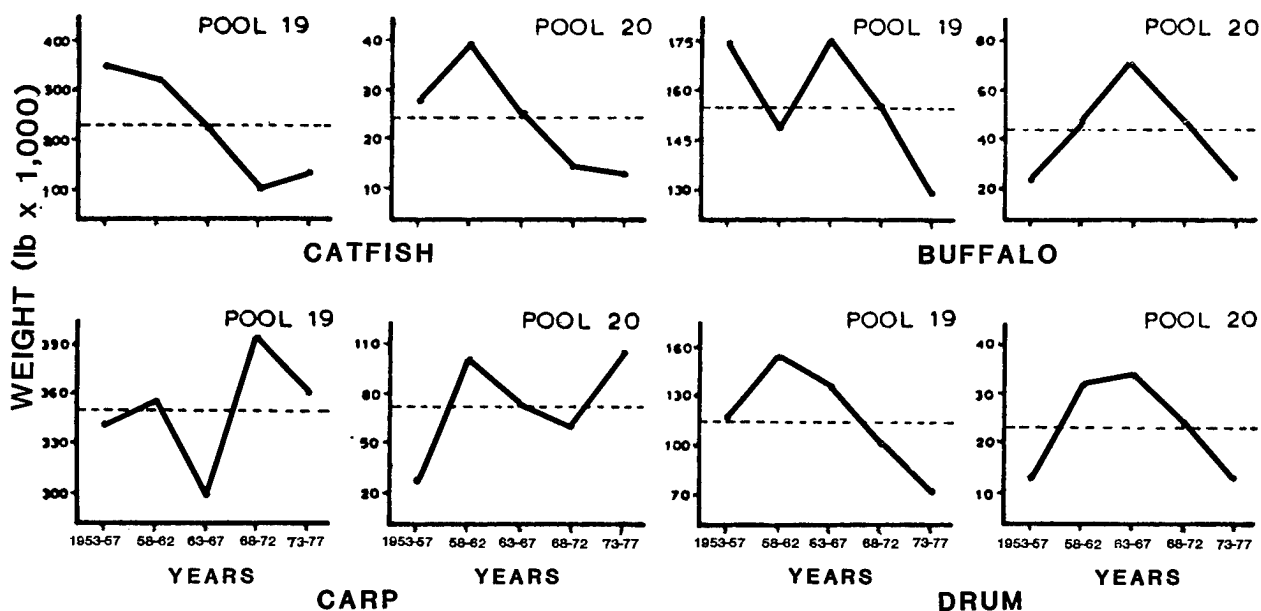 POOL 19 POOL 20 POOL 19 POOL 20
400 40 175 80
300 30 160 60
200 20 145 40
100 10 130 20
WEIGHT (lb x 1,000)
CATFISH BUFFALO
POOL 19 POOL 20 POOL 19 POOL 20
390 110 160 40
360 80 130 30
330 50 100 20
300 20 70 10
1953-57 58-62 63-67 68-72 73-77 1953-57 58-62 63-67 68-72 73-77 1953-57 58-62 63-67 68-72 73-77 1953-57 58-62 63-67 68-72 73-77
YEARS YEARS YEARS YEARS
CARP DRUM